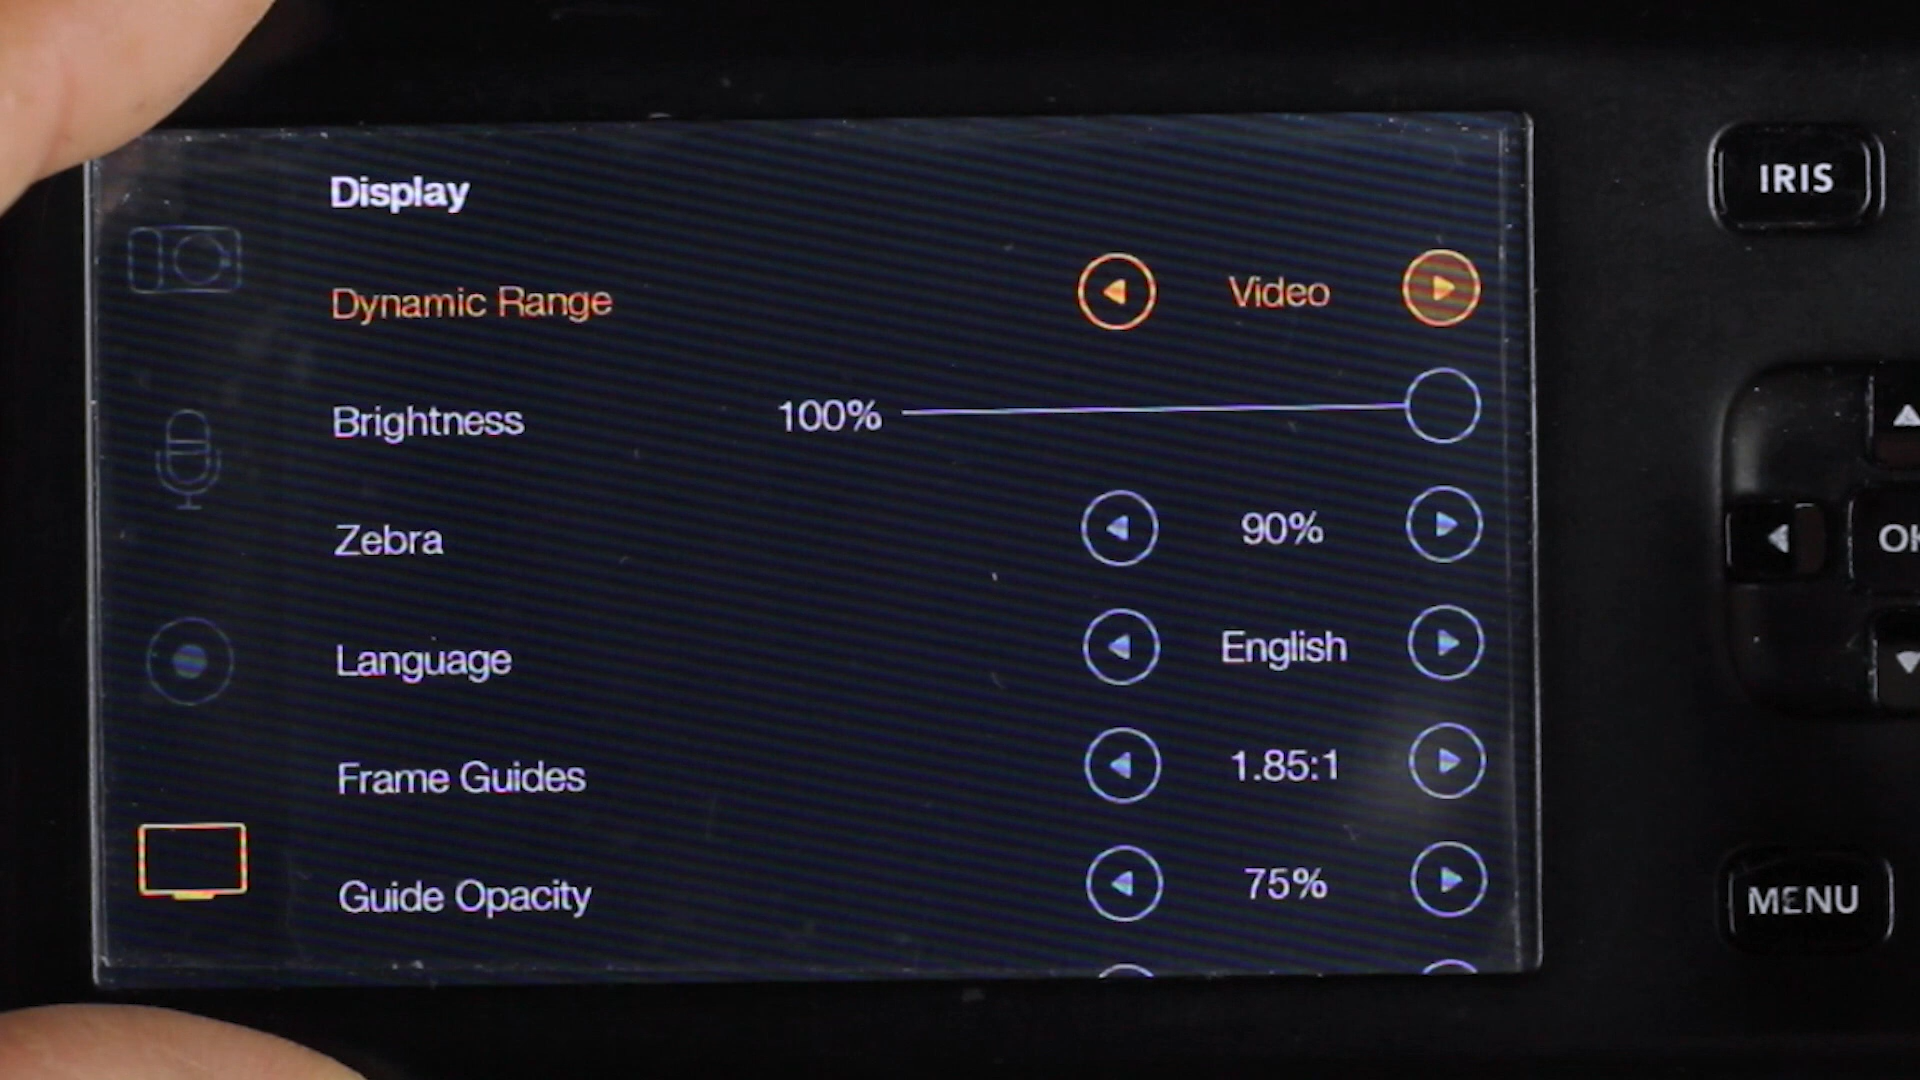 Display
Dynamic Range Video
Brightness 100%
Zebra 90%
Language English
Frame Guides 1.85:1
Guide Opacity 75%
IRIS
OK
MENU